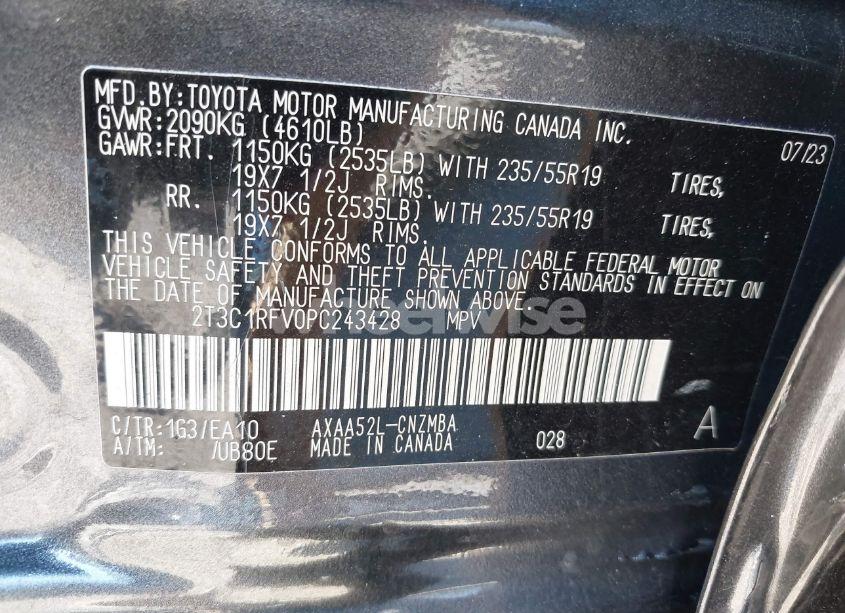 MFD.BY:TOYOTA MOTOR MANUFACTURING CANADA INC.
GVWR:2090KG (4610LB) 07/23
GAWR:FRT. 1150KG (2535LB) WITH 235/55R19 TIRES,
19X7 1/2J RIMS.
RR. 1150KG (2535LB) WITH 235/55R19 TIRES,
19X7 1/2J RIMS.
THIS VEHICLE CONFORMS TO ALL APPLICABLE FEDERAL MOTOR
VEHICLE SAFETY AND THEFT PREVENTION STANDARDS IN EFFECT ON
THE DATE OF MANUFACTURE SHOWN ABOVE.
2T3C1RFV0PC243428 MPV
C/TR:1G3/EA10 AXAA52L-CNZMBA
A/TM: /UB80E MADE IN CANADA 028 A